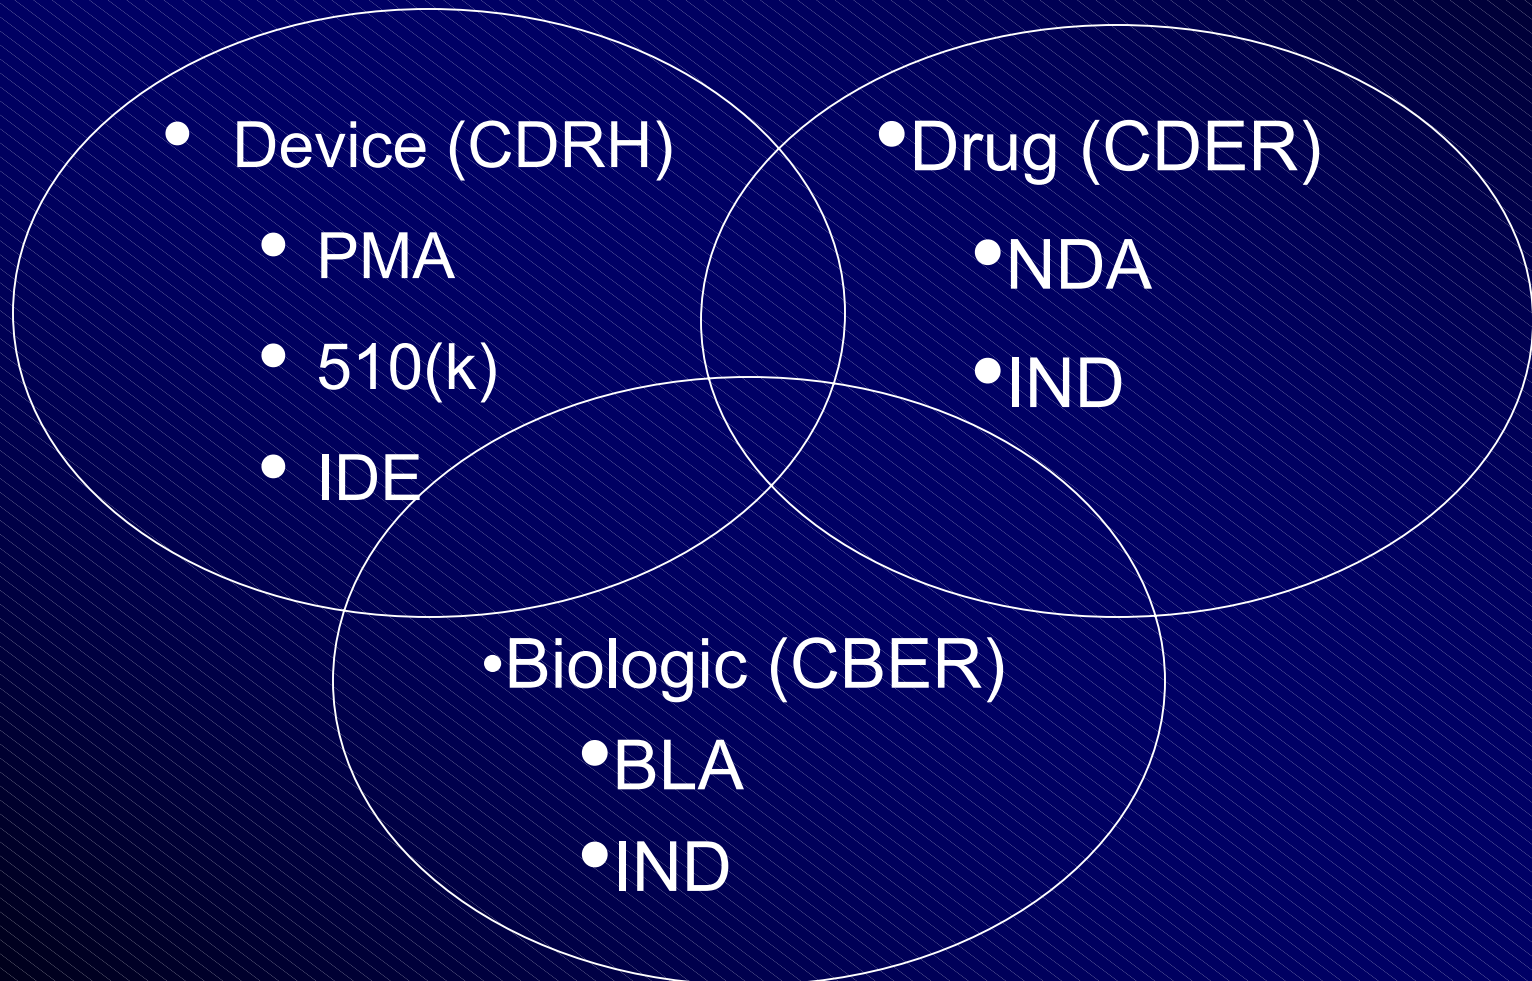 • Device (CDRH)
• PMA
• 510(k)
• IDE
•Drug (CDER)
•NDA
•IND
•Biologic (CBER)
•BLA
•IND